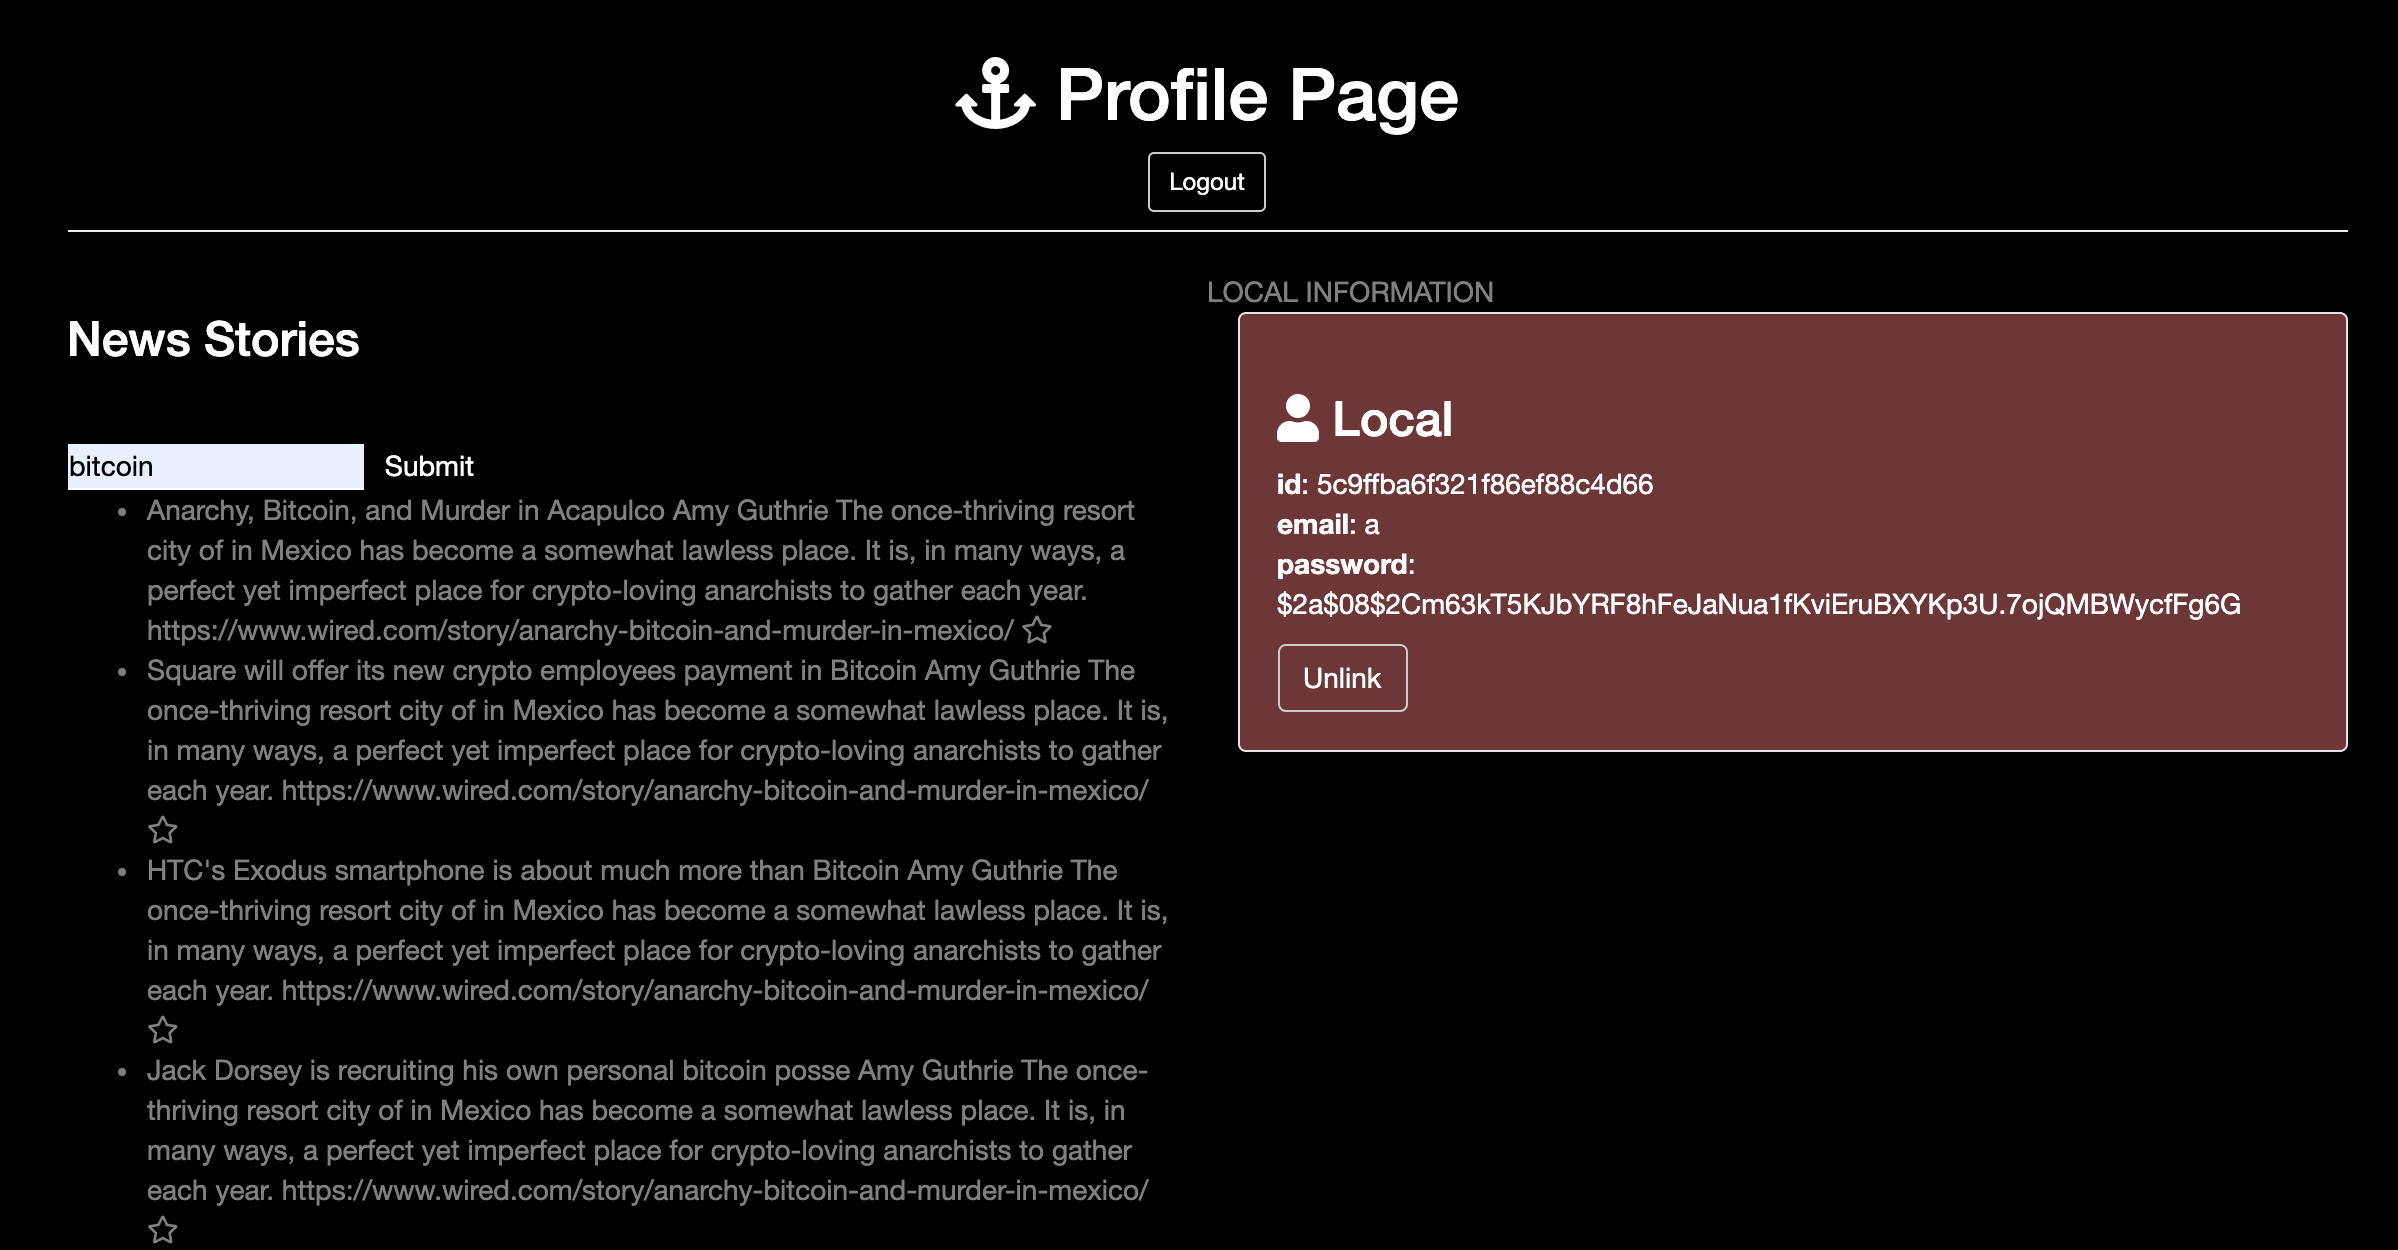 Profile Page
Logout
News Stories
bitcoin Submit
• Anarchy, Bitcoin, and Murder in Acapulco Amy Guthrie The once-thriving resort
city of in Mexico has become a somewhat lawless place. It is, in many ways, a
perfect yet imperfect place for crypto-loving anarchists to gather each year.
https://www.wired.com/story/anarchy-bitcoin-and-murder-in-mexico/
• Square will offer its new crypto employees payment in Bitcoin Amy Guthrie The
once-thriving resort city of in Mexico has become a somewhat lawless place. It is,
in many ways, a perfect yet imperfect place for crypto-loving anarchists to gather
each year. https://www.wired.com/story/anarchy-bitcoin-and-murder-in-mexico/
• HTC's Exodus smartphone is about much more than Bitcoin Amy Guthrie The
once-thriving resort city of in Mexico has become a somewhat lawless place. It is,
in many ways, a perfect yet imperfect place for crypto-loving anarchists to gather
each year. https://www.wired.com/story/anarchy-bitcoin-and-murder-in-mexico/
• Jack Dorsey is recruiting his own personal bitcoin posse Amy Guthrie The once-
thriving resort city of in Mexico has become a somewhat lawless place. It is, in
many ways, a perfect yet imperfect place for crypto-loving anarchists to gather
each year. https://www.wired.com/story/anarchy-bitcoin-and-murder-in-mexico/
LOCAL INFORMATION
Local
id: 5c9ffba6f321f86ef88c4d66
email: a
password:
$2a$08$2Cm63kT5KJbYRF8hFeJaNua1fKviEruBXYKp3U.7ojQMBWycfFg6G
Unlink